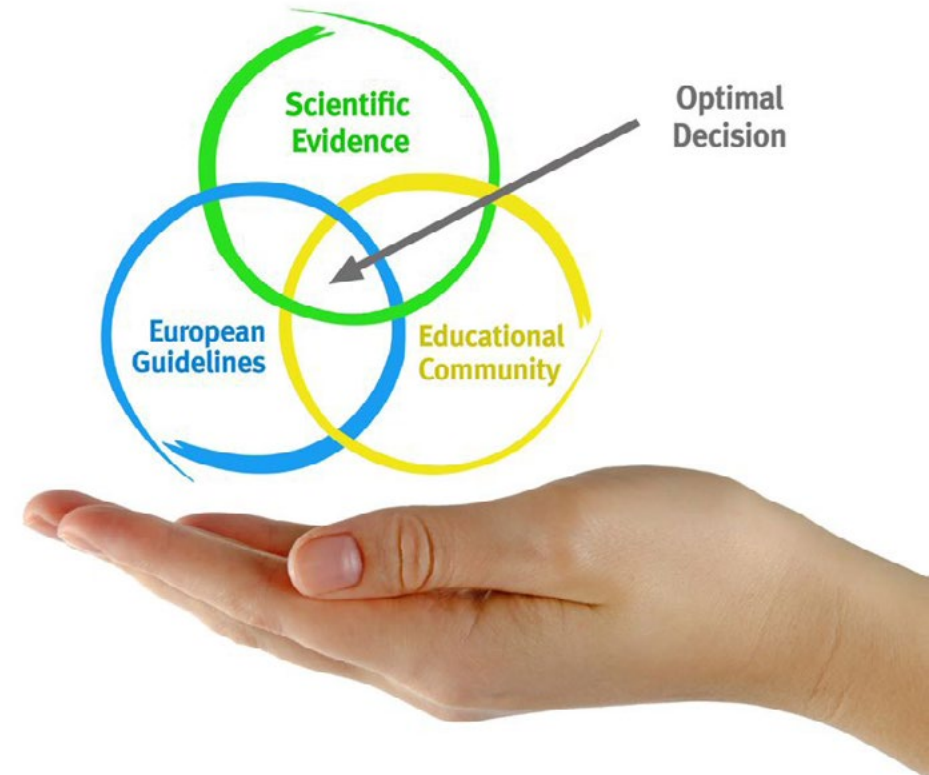 Scientific
Evidence
Optimal
Decision
European
Guidelines
Educational
Community